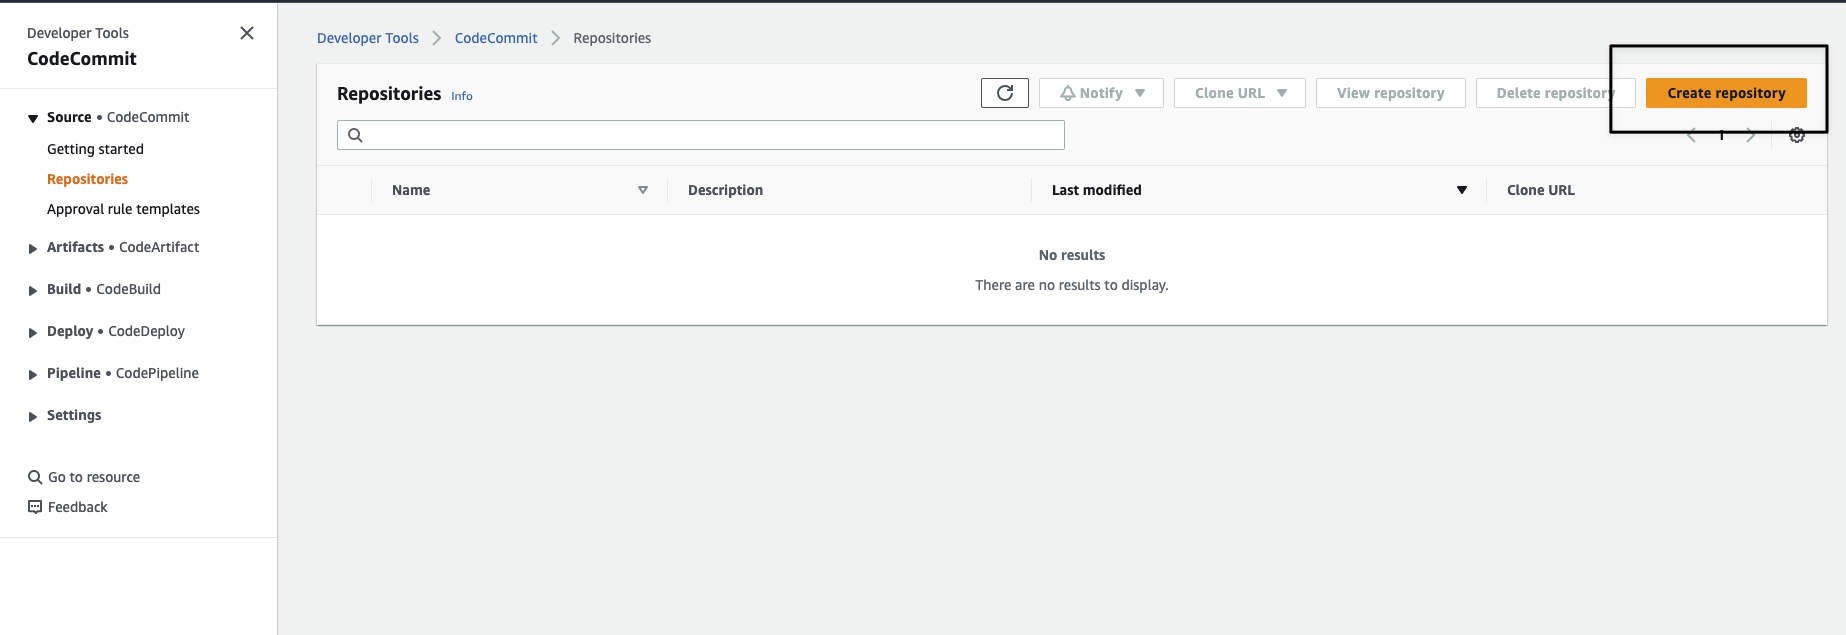 Developer Tools
CodeCommit
Source • CodeCommit
Getting started
Repositories
Approval rule templates
Artifacts • CodeArtifact
Build • CodeBuild
Deploy • CodeDeploy
Pipeline • CodePipeline
Settings
Go to resource
Feedback
Developer Tools CodeCommit Repositories
Repositories Info Notify Clone URL View repository Delete repository Create repository
1
Name Description Last modified Clone URL
No results
There are no results to display.